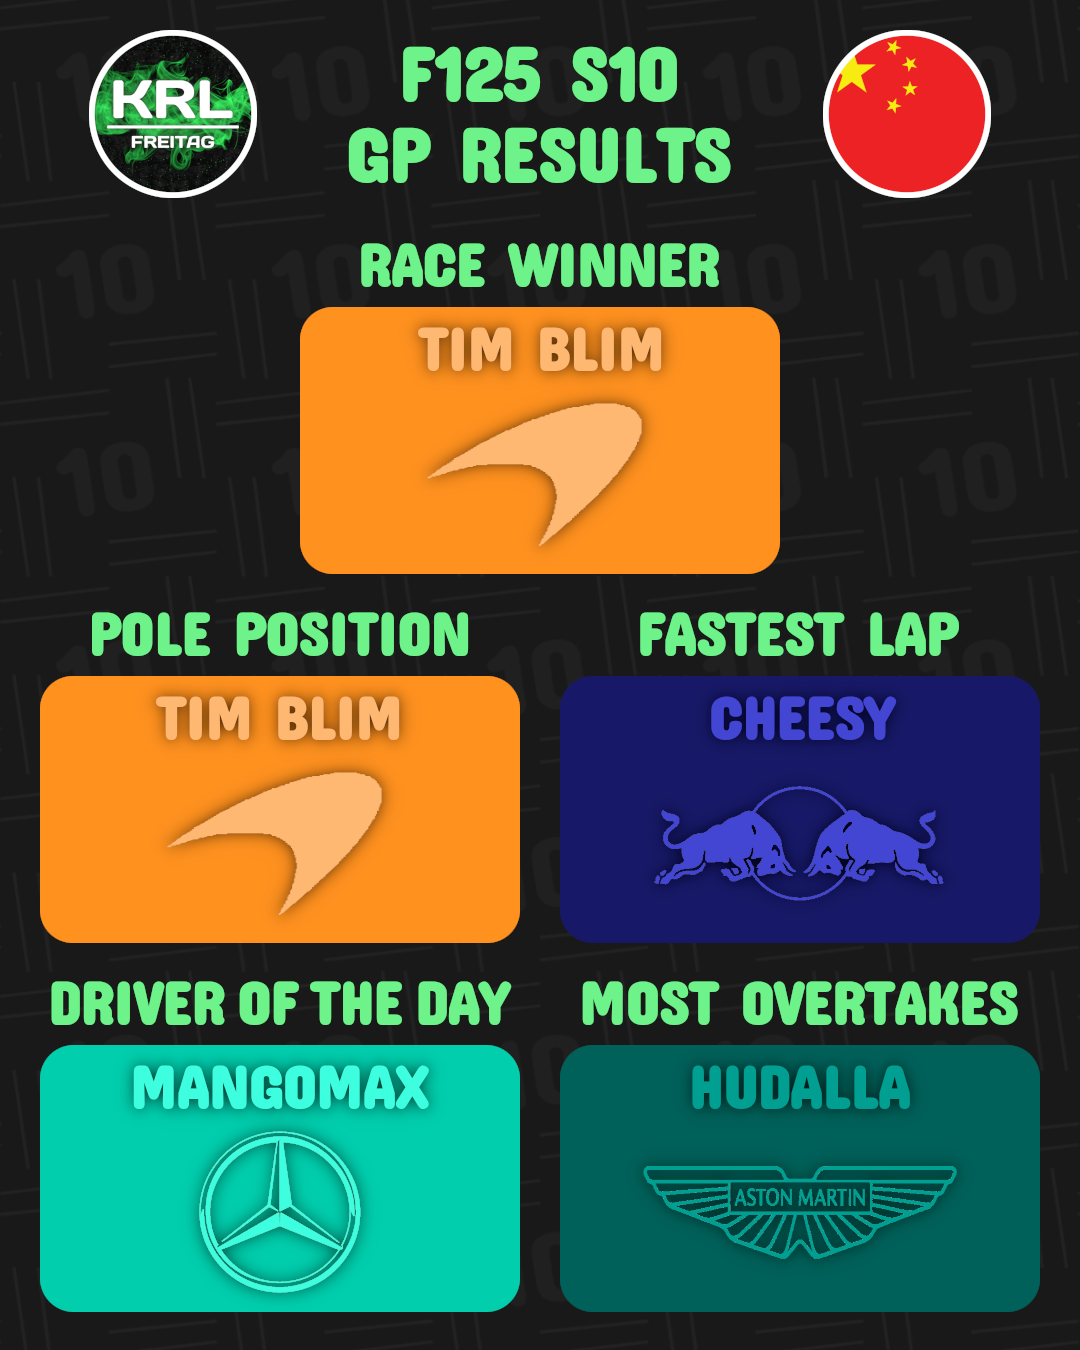 KRL
FREITAG
F125 S10
GP RESULTS
RACE WINNER
TIM BLIM
POLE POSITION
FASTEST LAP
TIM BLIM
CHEESY
DRIVER OF THE DAY
MOST OVERTAKES
MANGOMAX
HUDALLA
ASTON MARTIN